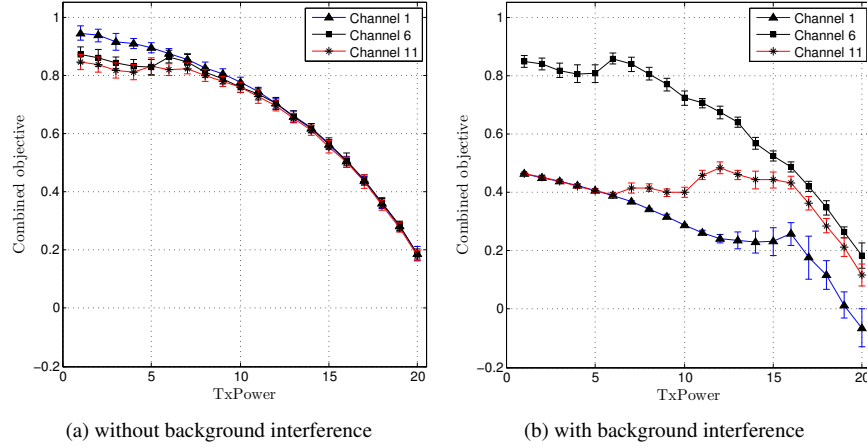 1
0.8
0.6
0.4
0.2
0
−0.2
Combined objective
0
5
10
15
20
TxPower
Channel 1
Channel 6
Channel 11
(a) without background interference
1
0.8
0.6
0.4
0.2
0
−0.2
Combined objective
0
5
10
15
20
TxPower
Channel 1
Channel 6
Channel 11
(b) with background interference